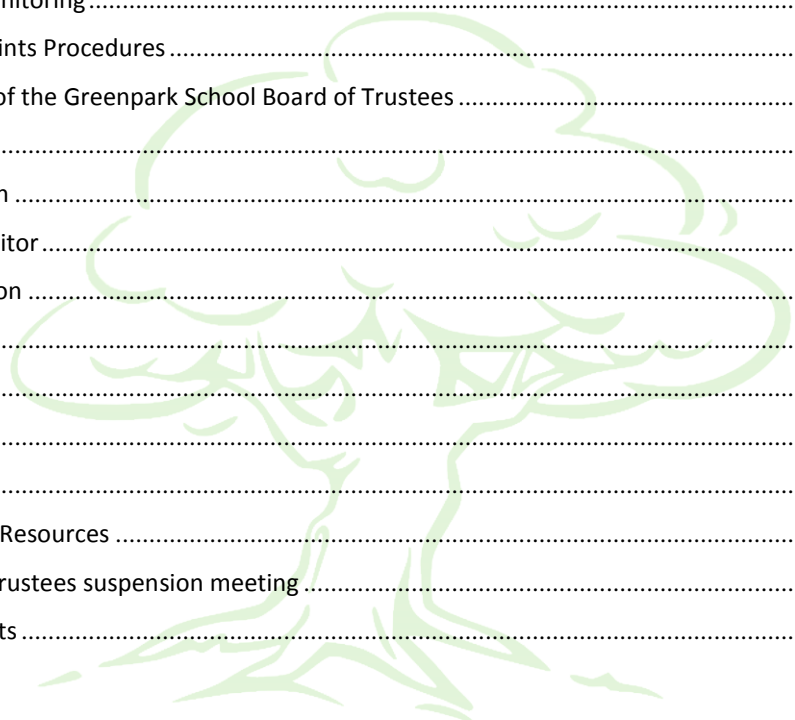 nitoring ..........
ints Procedures ..........
of the Greenpark School Board of Trustees ..........
..........
n ..........
itor ..........
on ..........
..........
..........
..........
..........
Resources ..........
rustees suspension meeting ..........
ts ..........